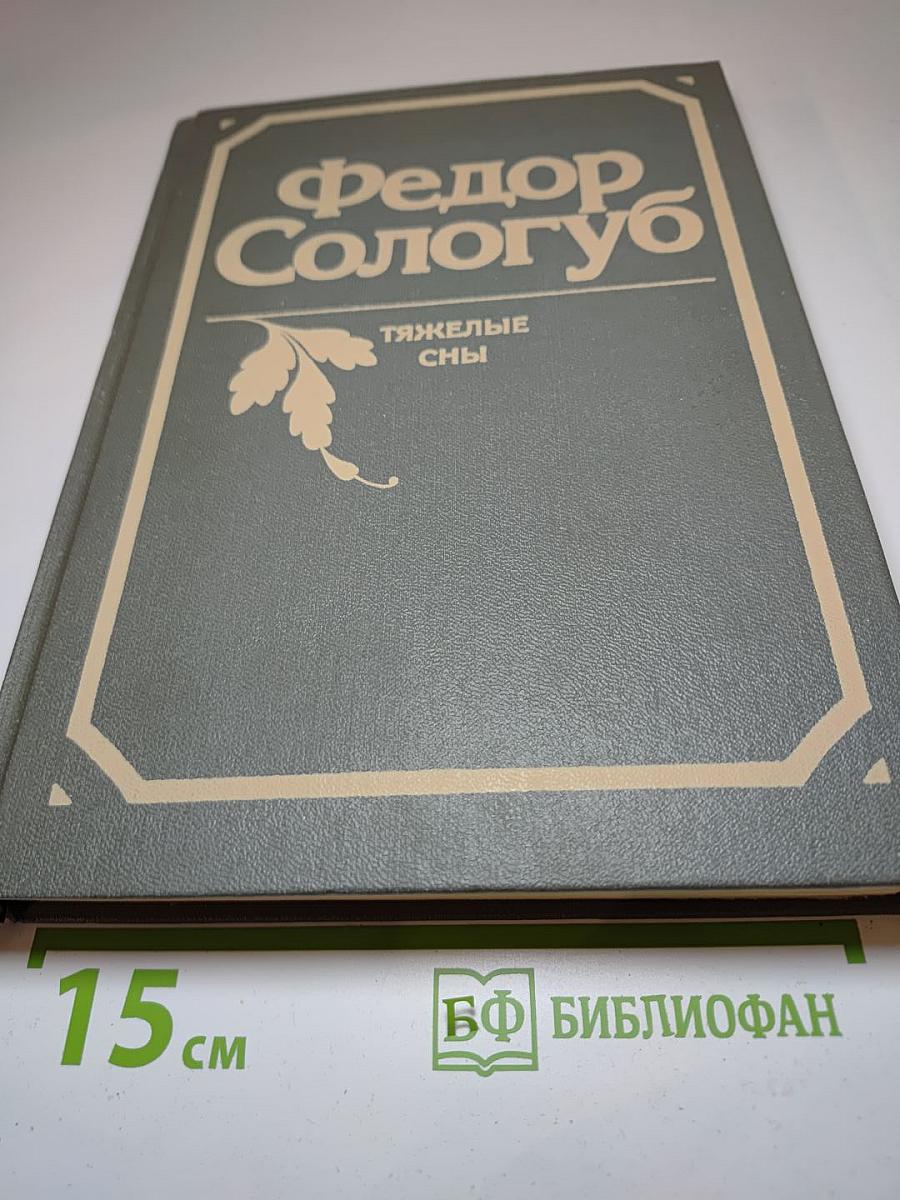 Федор
Сологуб
ТЯЖЕЛЫЕ
СНЫ
15 см
БФ БИБЛИОФАН